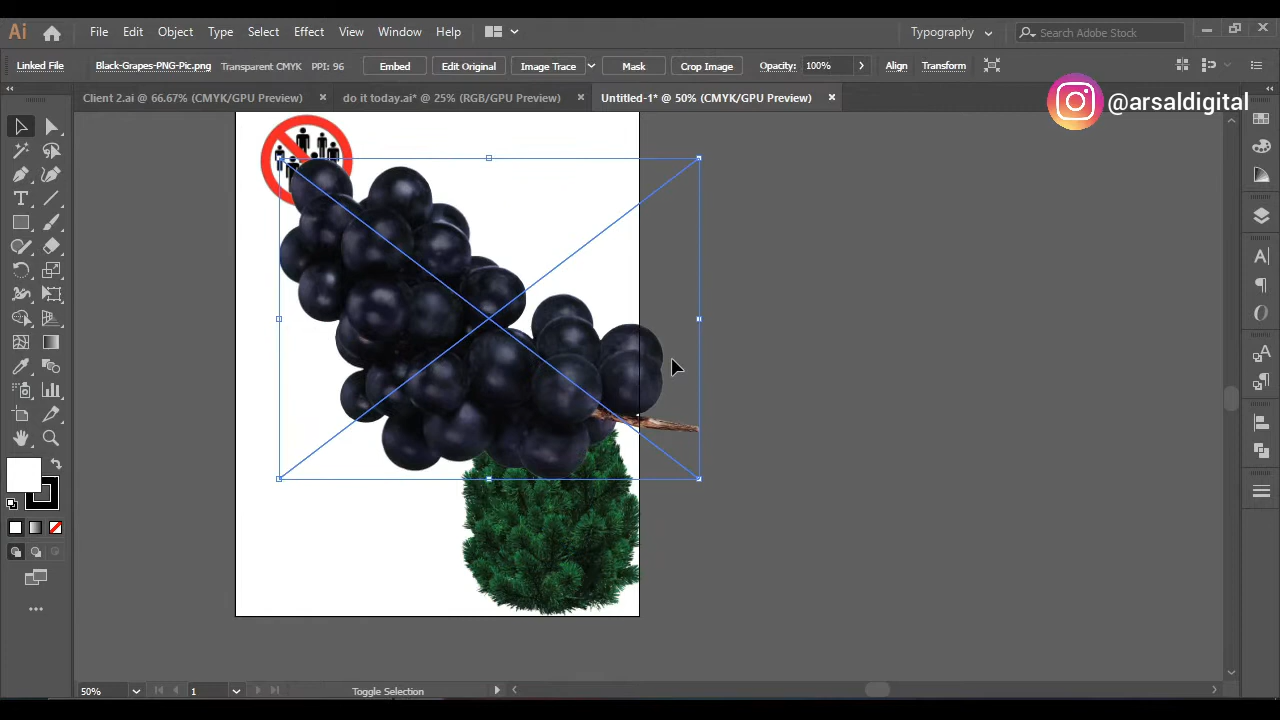 Ai File Edit Object Type Select Effect View Window Help Typography Search Adobe Stock
Linked File Black-Grapes-PNG-Pic.png Transparent CMYK PPI: 96 Embed Edit Original Image Trace Mask Crop Image Opacity: 100% Align Transform
Client 2.ai @ 66.67% (CMYK/GPU Preview) do it today.ai* @ 25% (RGB/GPU Preview) Untitled-1* @ 50% (CMYK/GPU Preview)
@arsaldigital
50% 1 Toggle Selection